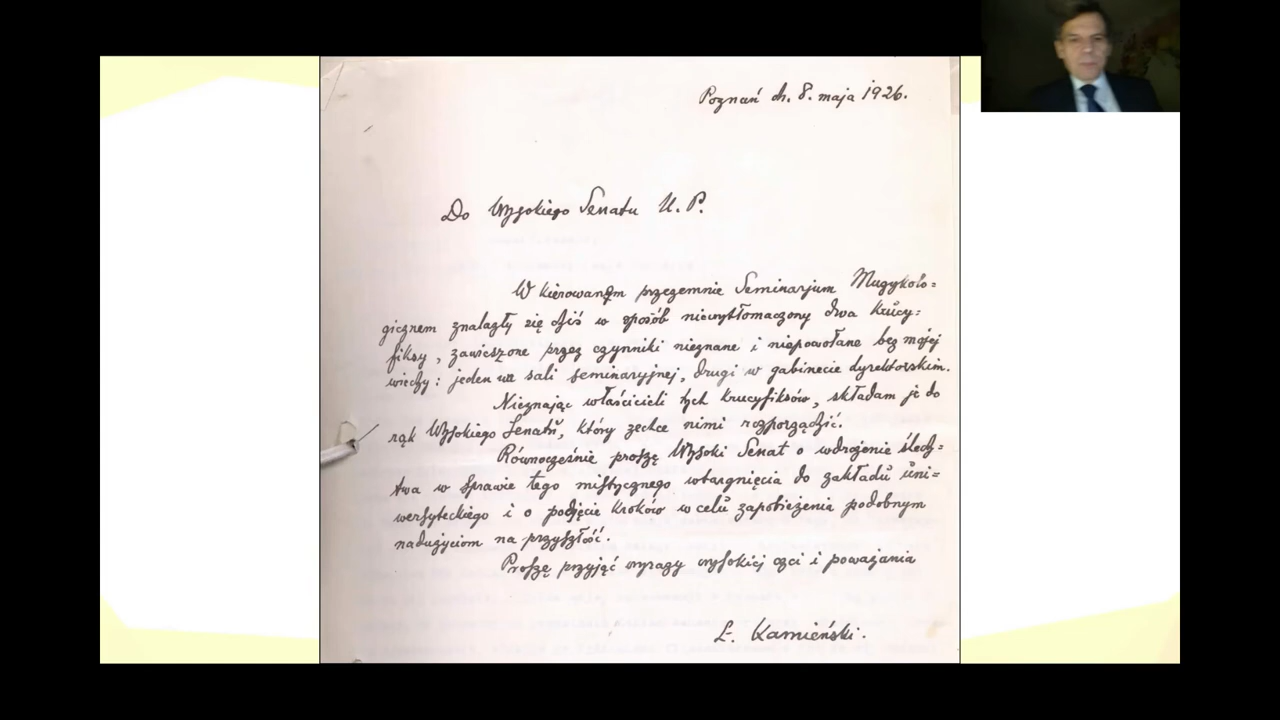 Poznań dn. 8. maja 1926.
Do Wysokiego Senatu U. P.
W kierowanem przezemnie Seminarjum Muzykolo=
gicznem znalazły się dziś w sposób niewytłomaczony dwa krucy=
fiksy, zawieszone przez czynniki nieznane i niepowołane bez mojej
wiedzy: jeden we sali seminaryjnej, drugi w gabinecie dyrektorskim.
Nieznając właścicieli tych krucyfiksów, składam je do
rąk Wysokiego Senatu, który zechce nimi rozporządzić.
Równocześnie proszę Wysoki Senat o wdrożenie śledz=
twa w sprawie tego mistycznego wtargnięcia do zakładu uni=
wersyteckiego i o podjęcie kroków w celu zapobieżenia podobnym
nadużyciom na przyszłość.
Proszę przyjąć wyrazy wysokiej czci i poważania
Ł. Kamieński.